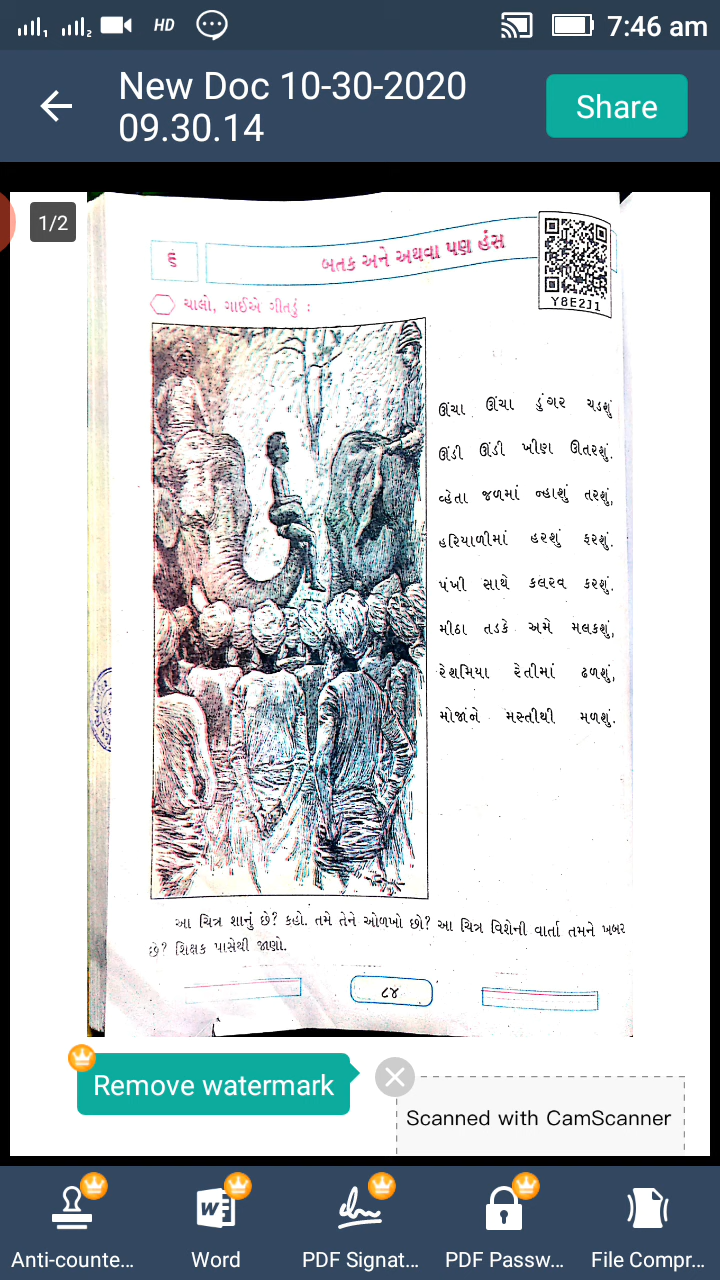 HD
7:46 am
New Doc 10-30-2020
09.30.14
Share
1/2
૬
બતક અને અથવા પણ હંસ
Y8E2J1
ચાલો, ગાઈએ ગીતડું :
ઊંચા ઊંચા ડુંગર ચડશું
ઊંડી ઊંડી ખીણ ઊતરશું.
વ્હેતા જળમાં ન્હાશું તરશું,
હરિયાળીમાં હરશું ફરશું.
પંખી સાથે કલરવ કરશું.
મીઠા તડકે અમે મલકશું,
રેશમિયા રેતીમાં ઢળશું,
મોજાંને મસ્તીથી મળશું.
આ ચિત્ર શાનું છે? કહો. તમે તેને ઓળખો છો? આ ચિત્ર વિશેની વાર્તા તમને ખબર
છે? શિક્ષક પાસેથી જાણો.
૮૪
Remove watermark
Scanned with CamScanner
Anti-counte...
Word
PDF Signat...
PDF Passw...
File Compr...